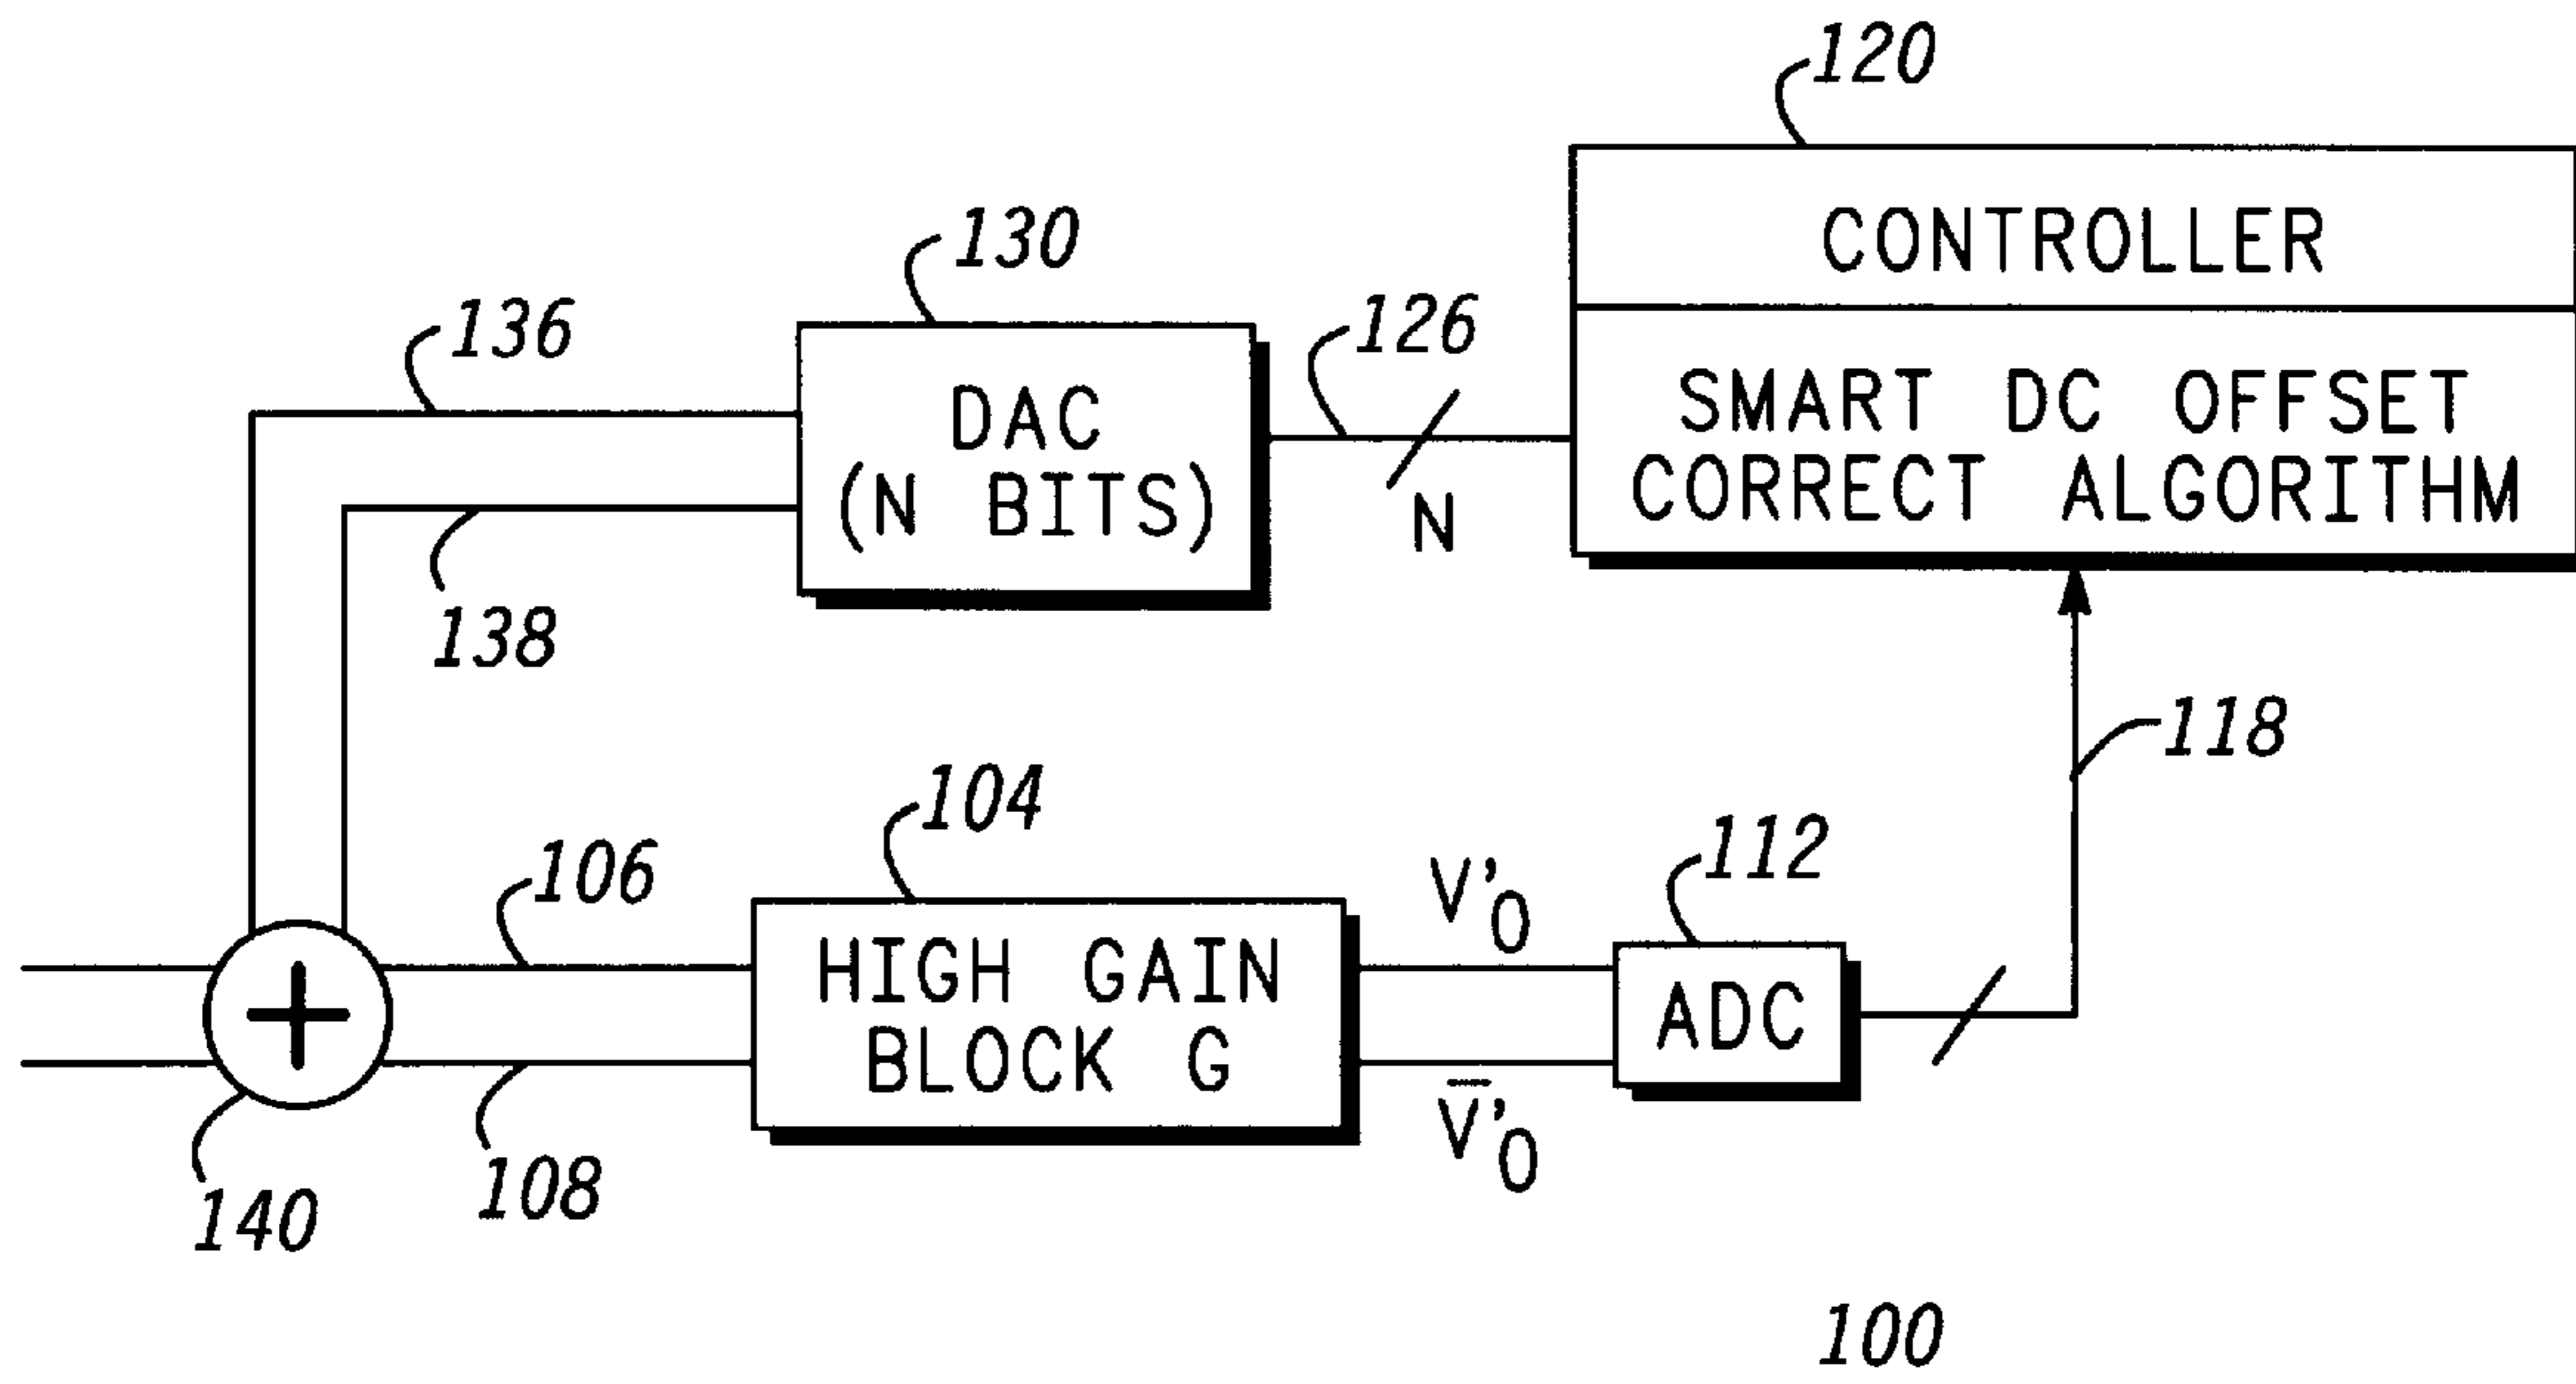 120
CONTROLLER
SMART DC OFFSET
CORRECT ALGORITHM
130
DAC
(N BITS)
126
N
136
138
118
104
HIGH GAIN
BLOCK G
106
108
140
V'0
V̅'0
112
ADC
100